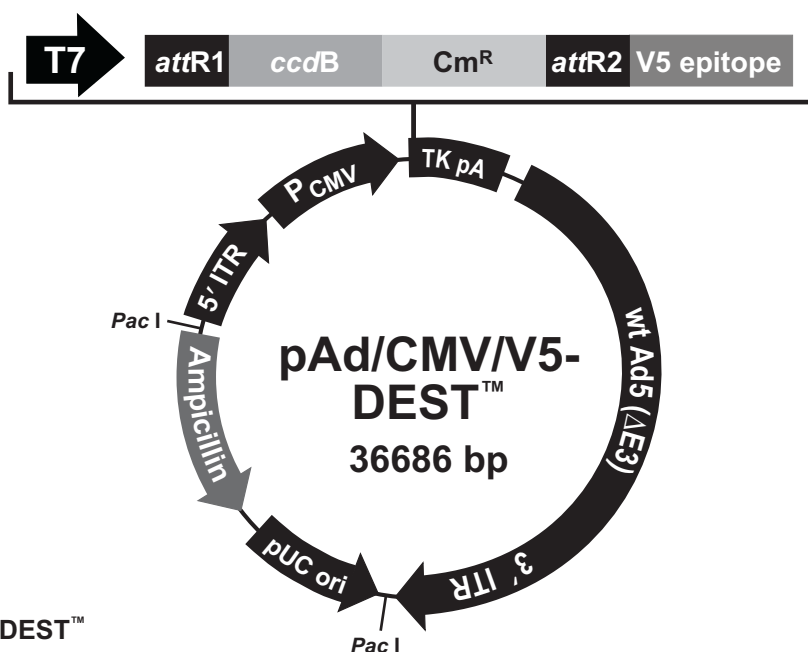 T7 attR1 ccdB CmR attR2 V5 epitope
PCMV
TK pA
5′ ITR
Pac I
wt Ad5 (ΔE3)
pAd/CMV/V5-
DEST™
36686 bp
Ampicillin
pUC ori
3′ ITR
DEST™
Pac I